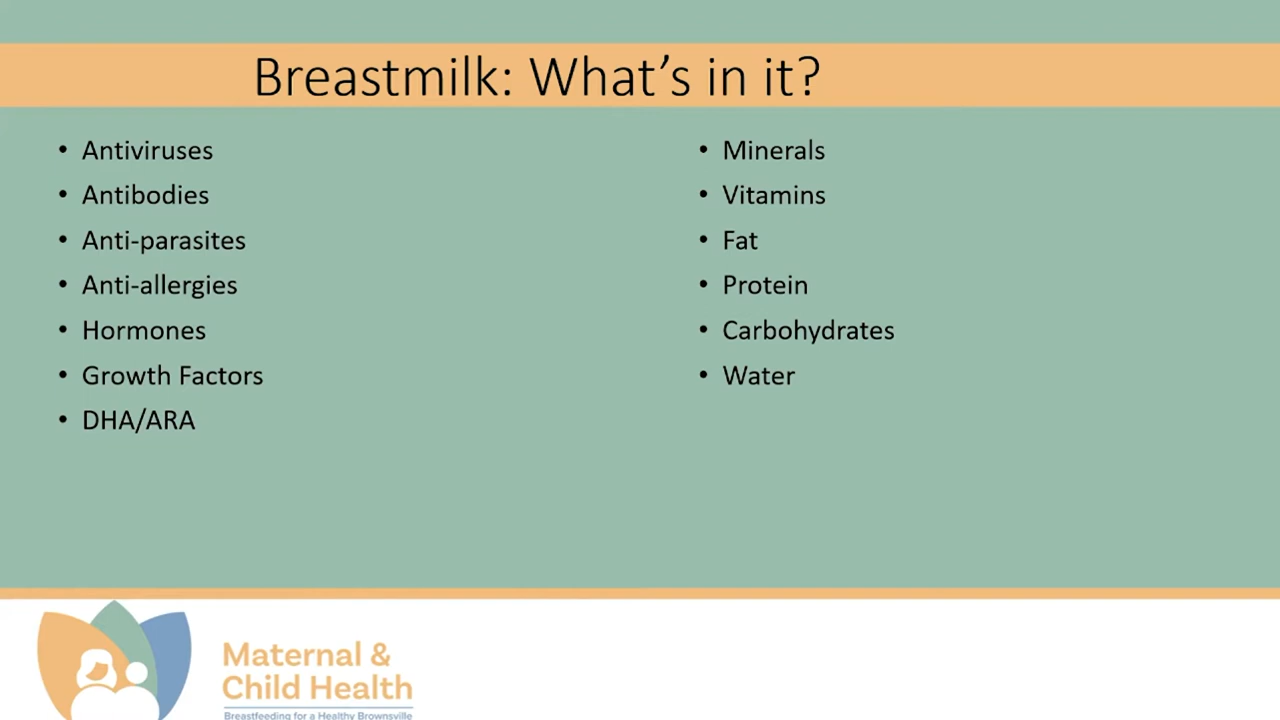 Breastmilk: What's in it?
• Antiviruses
• Antibodies
• Anti-parasites
• Anti-allergies
• Hormones
• Growth Factors
• DHA/ARA
• Minerals
• Vitamins
• Fat
• Protein
• Carbohydrates
• Water
Maternal &
Child Health
Breastfeeding for a Healthy Brownsville